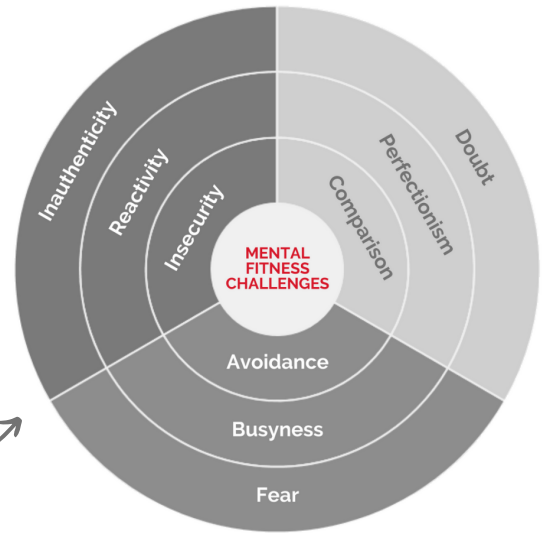 Inauthenticity
Reactivity
Insecurity
Doubt
Perfectionism
Comparison
MENTAL
FITNESS
CHALLENGES
Avoidance
Busyness
Fear